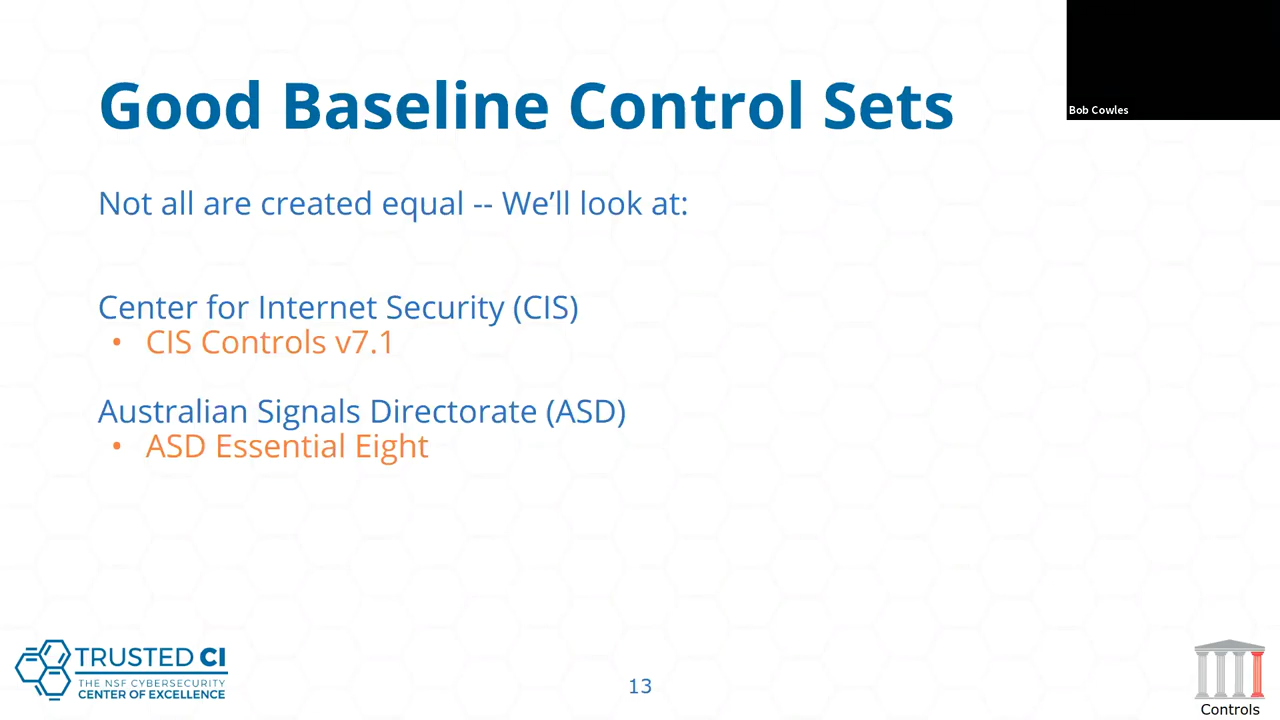 Good Baseline Control Sets
Bob Cowles
Not all are created equal -- We’ll look at:
Center for Internet Security (CIS)
• CIS Controls v7.1
Australian Signals Directorate (ASD)
• ASD Essential Eight
TRUSTED CI
THE NSF CYBERSECURITY
CENTER OF EXCELLENCE
13
Controls